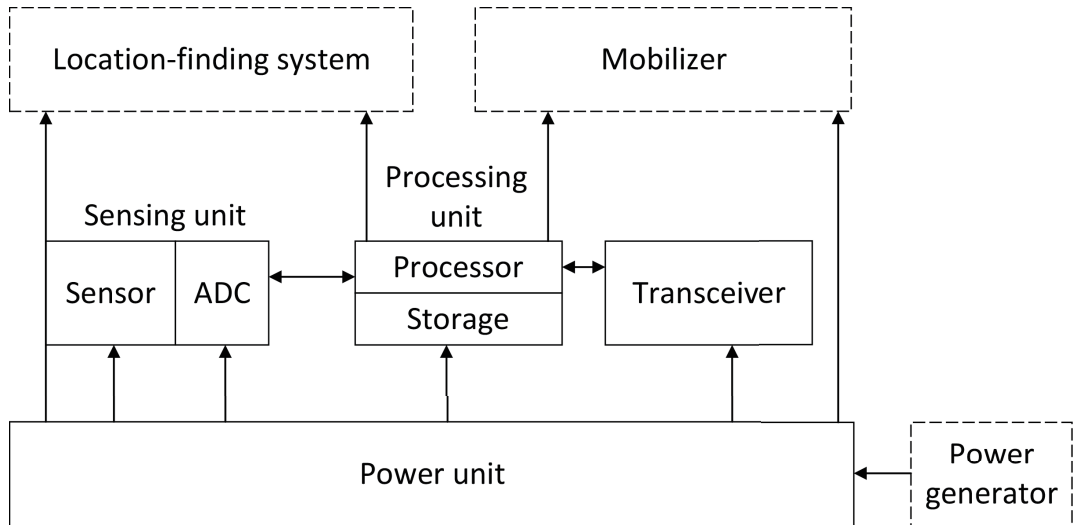 Location-finding system
Mobilizer
Processing
unit
Sensing unit
Processor
Sensor
ADC
Transceiver
Storage
Power unit
Power
generator